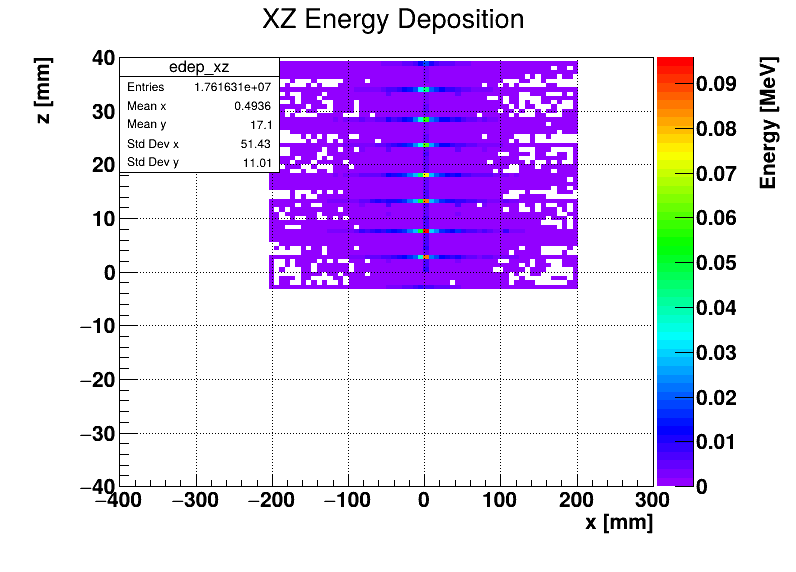 XZ Energy Deposition
edep_xz
Entries 1.761631e+07
Mean x 0.4936
Mean y 17.1
Std Dev x 51.43
Std Dev y 11.01
z [mm]
40
30
20
10
0
−10
−20
−30
−40
−400 −300 −200 −100 0 100 200 300
x [mm]
Energy [MeV]
0.09
0.08
0.07
0.06
0.05
0.04
0.03
0.02
0.01
0